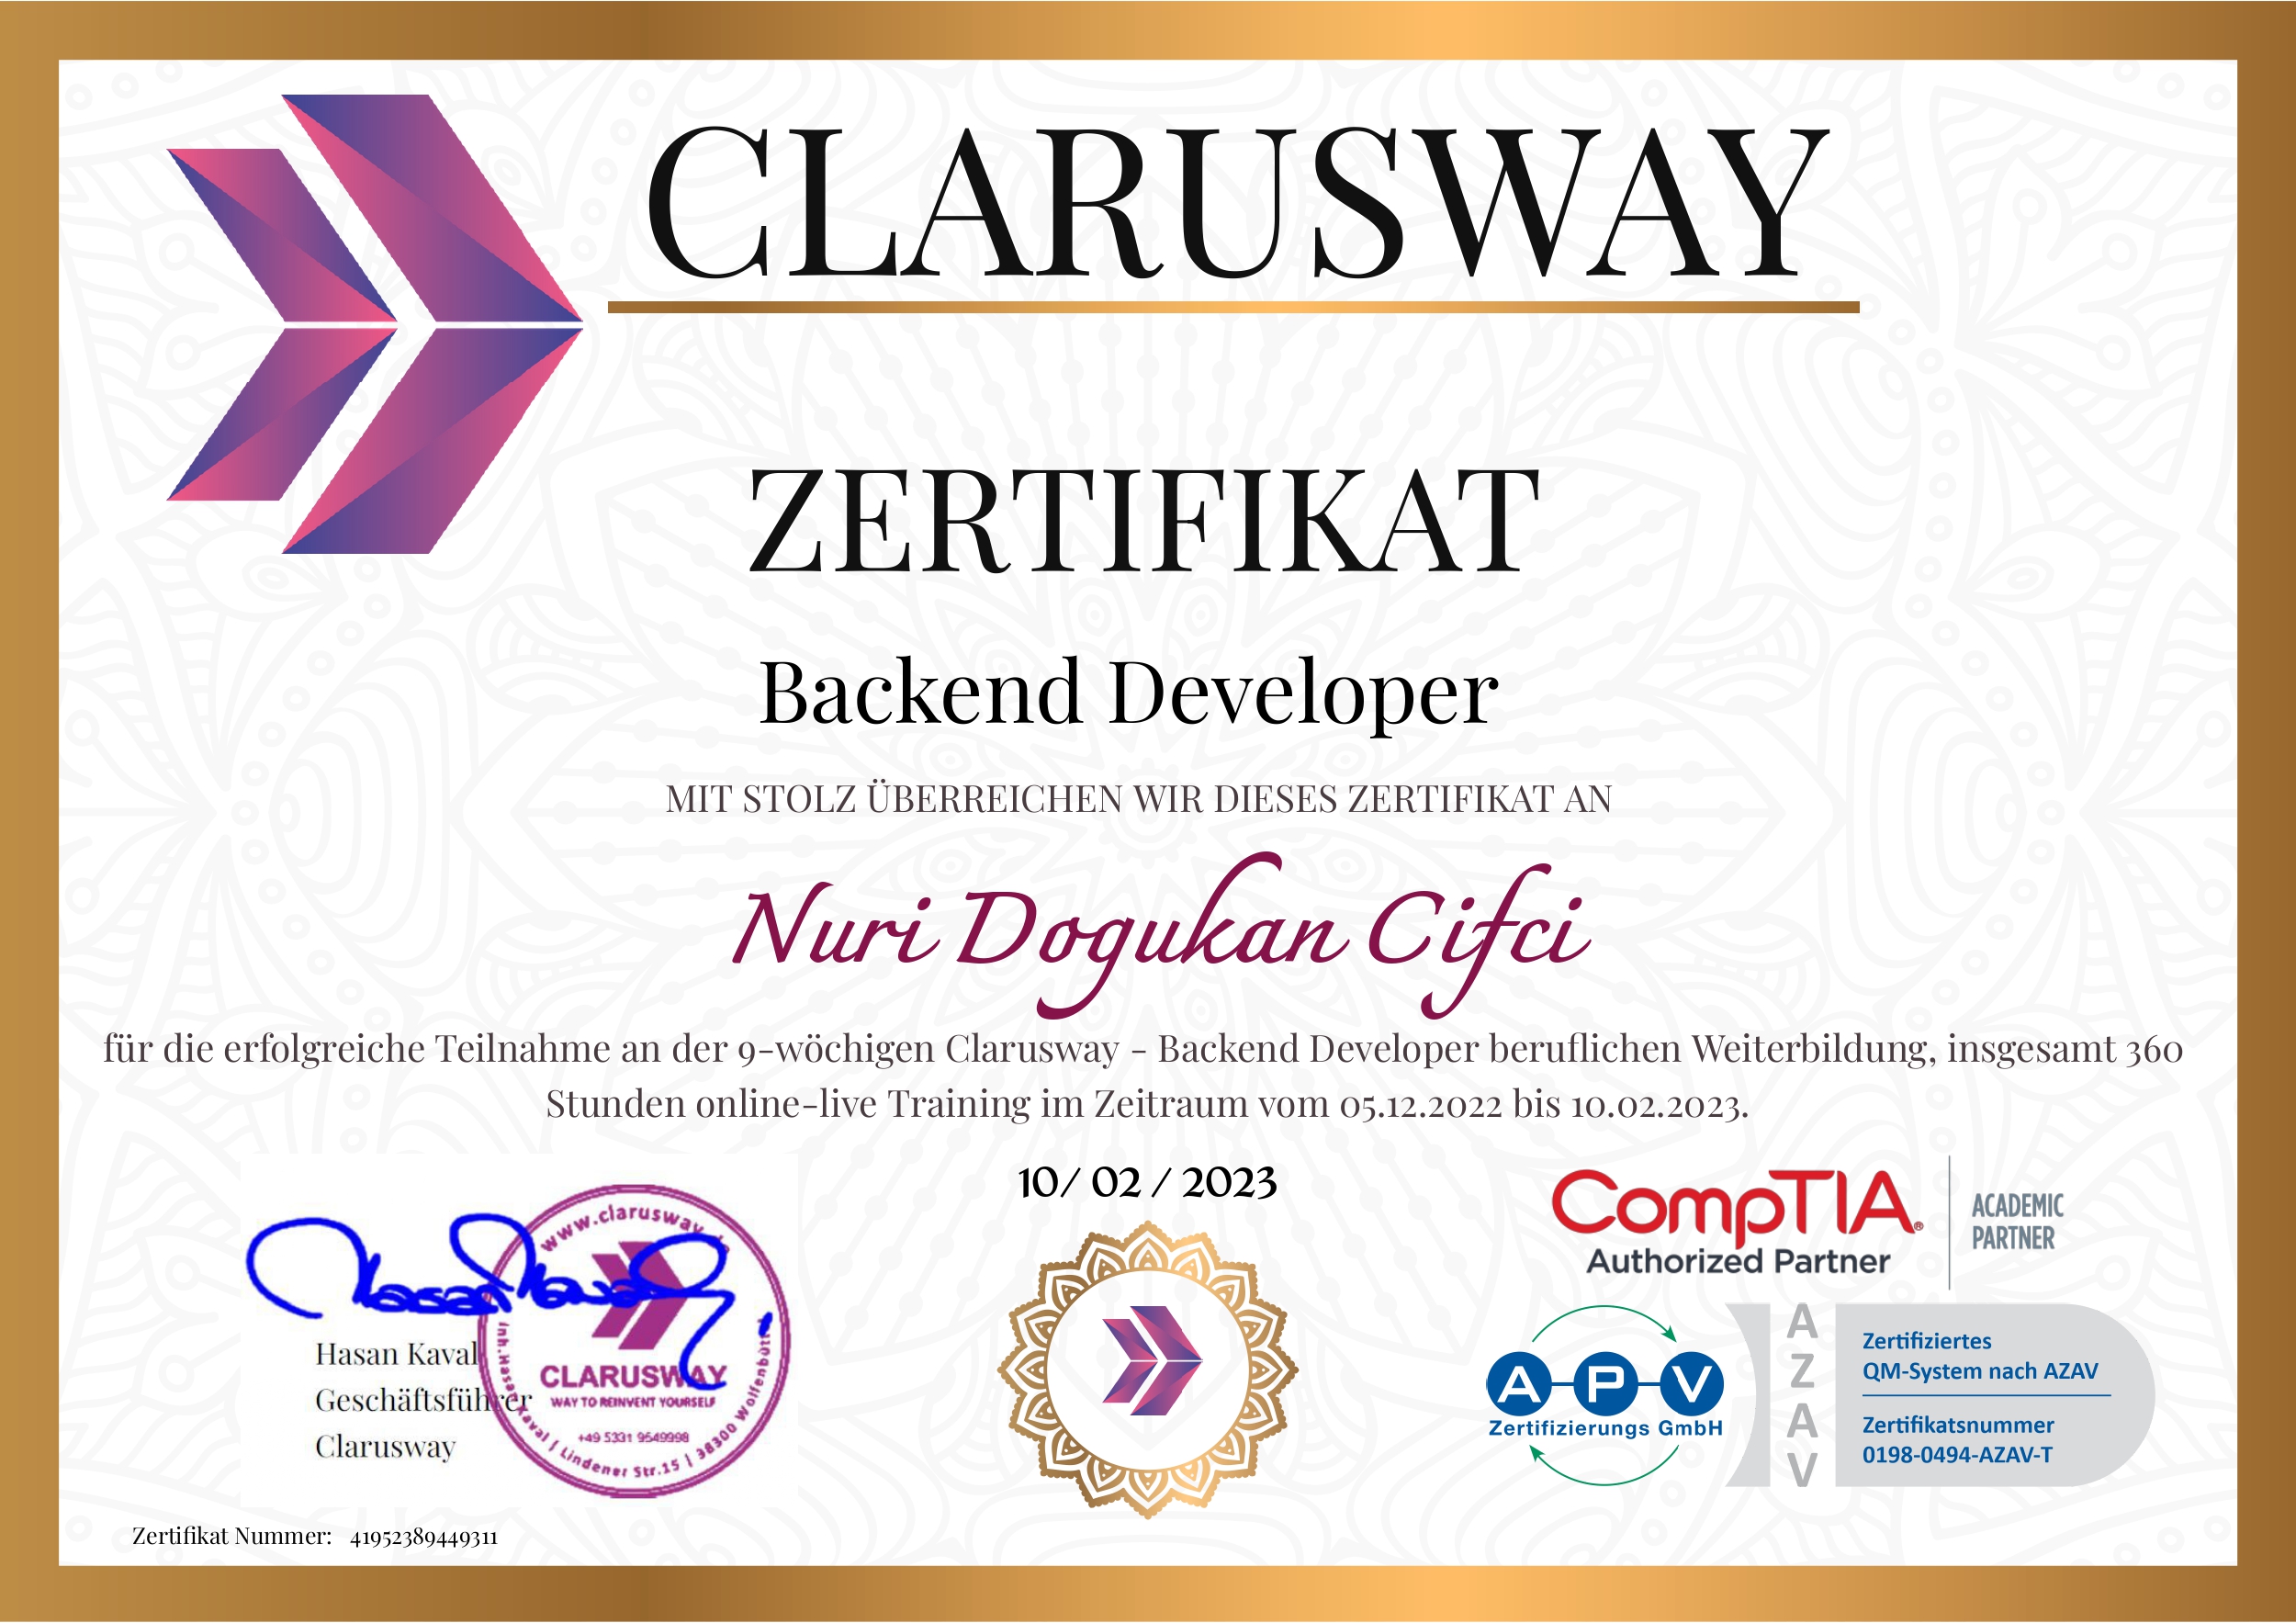 CLARUSWAY
ZERTIFIKAT
Backend Developer
MIT STOLZ ÜBERREICHEN WIR DIESES ZERTIFIKAT AN
Nuri Dogukan Cifci
für die erfolgreiche Teilnahme an der 9-wöchigen Clarusway - Backend Developer beruflichen Weiterbildung, insgesamt 360
Stunden online-live Training im Zeitraum vom 05.12.2022 bis 10.02.2023.
10/ 02 / 2023
Hasan Kaval
Geschäftsführer
Clarusway
www.clarusway
CLARUSWAY
WAY TO REINVENT YOURSELF
+49 5331 9549998
Inh.Hasan Kaval | Lindener Str.15 | 38300 Wolfenbüttel
CompTIA®
Authorized Partner
ACADEMIC
PARTNER
A-P-V
Zertifizierungs GmbH
AZAV
Zertifiziertes
QM-System nach AZAV
Zertifikatsnummer
0198-0494-AZAV-T
Zertifikat Nummer: 41952389449311